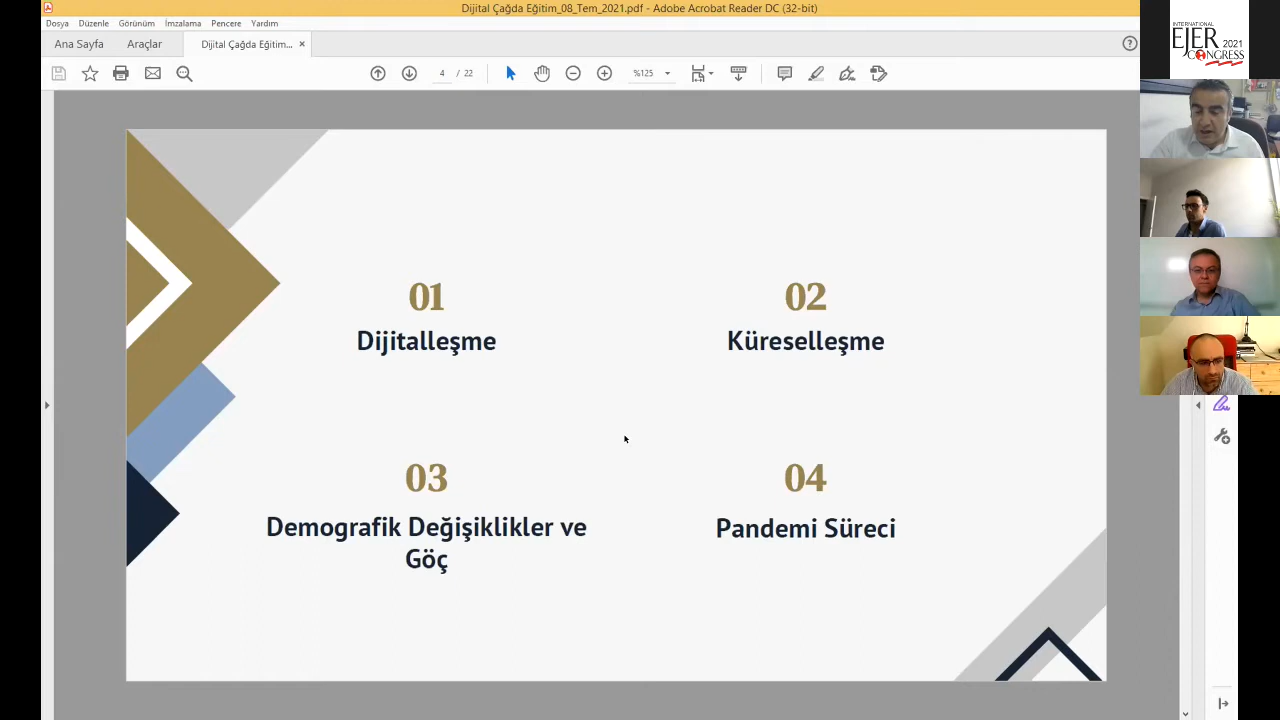 Dijital Çağda Eğitim_08_Tem_2021.pdf - Adobe Acrobat Reader DC (32-bit)
Dosya Düzenle Görünüm İmzalama Pencere Yardım
Ana Sayfa Araçlar Dijital Çağda Eğitim... ×
4 / 22 %125
INTERNATIONAL
EJER 2021
CONGRESS
01
Dijitalleşme
02
Küreselleşme
03
Demografik Değişiklikler ve
Göç
04
Pandemi Süreci